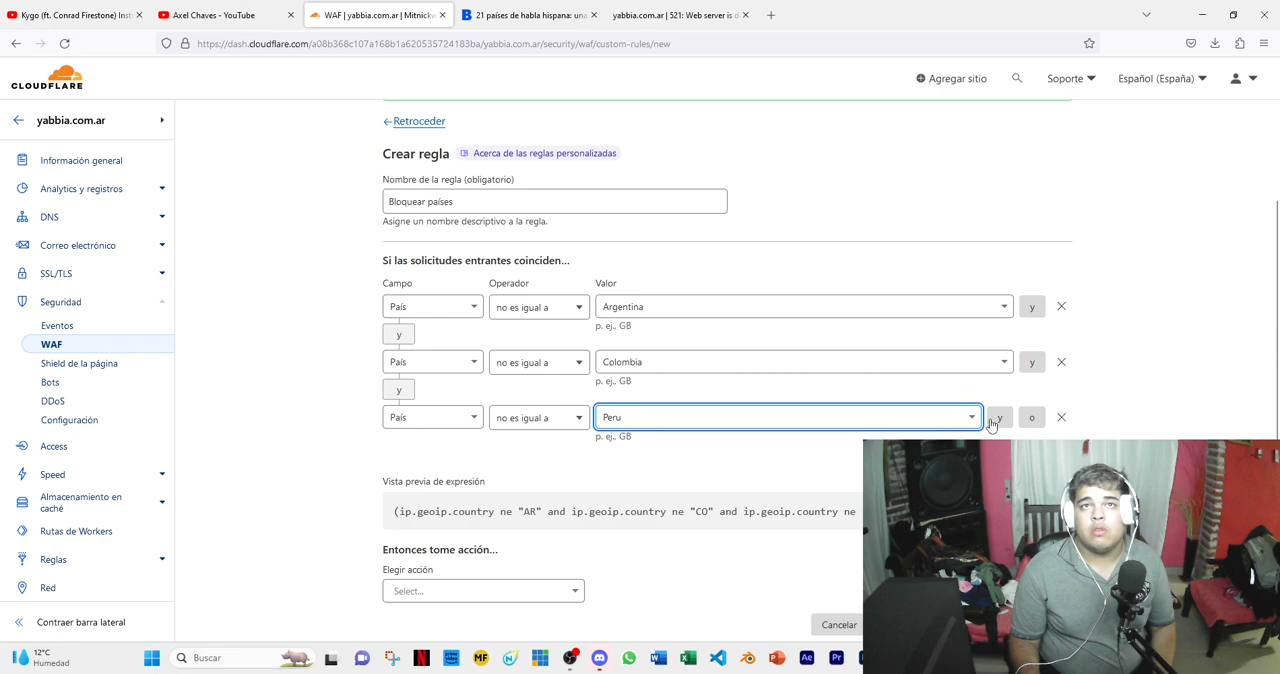 Kygo (ft. Conrad Firestone) Inst
Axel Chaves - YouTube
WAF | yabbia.com.ar | Mitnickw
21 países de habla hispana: una
yabbia.com.ar | 521: Web server is d
https://dash.cloudflare.com/a08b368c107a168b1a620535724183ba/yabbia.com.ar/security/waf/custom-rules/new
CLOUDFLARE
Agregar sitio
Soporte
Español (España)
yabbia.com.ar
Información general
Analytics y registros
DNS
Correo electrónico
SSL/TLS
Seguridad
Eventos
WAF
Shield de la página
Bots
DDoS
Configuración
Access
Speed
Almacenamiento en
caché
Rutas de Workers
Reglas
Red
Contraer barra lateral
Retroceder
Crear regla Acerca de las reglas personalizadas
Nombre de la regla (obligatorio)
Bloquear países
Asigne un nombre descriptivo a la regla.
Si las solicitudes entrantes coinciden...
Campo Operador Valor
País no es igual a Argentina y
p. ej., GB
y
País no es igual a Colombia y
p. ej., GB
y
País no es igual a Peru y o
p. ej., GB
Vista previa de expresión
(ip.geoip.country ne "AR" and ip.geoip.country ne "CO" and ip.geoip.country ne
Entonces tome acción...
Elegir acción
Select...
Cancelar
12°C
Humedad
Buscar
N
MF
W
X
P
Ae
Pr